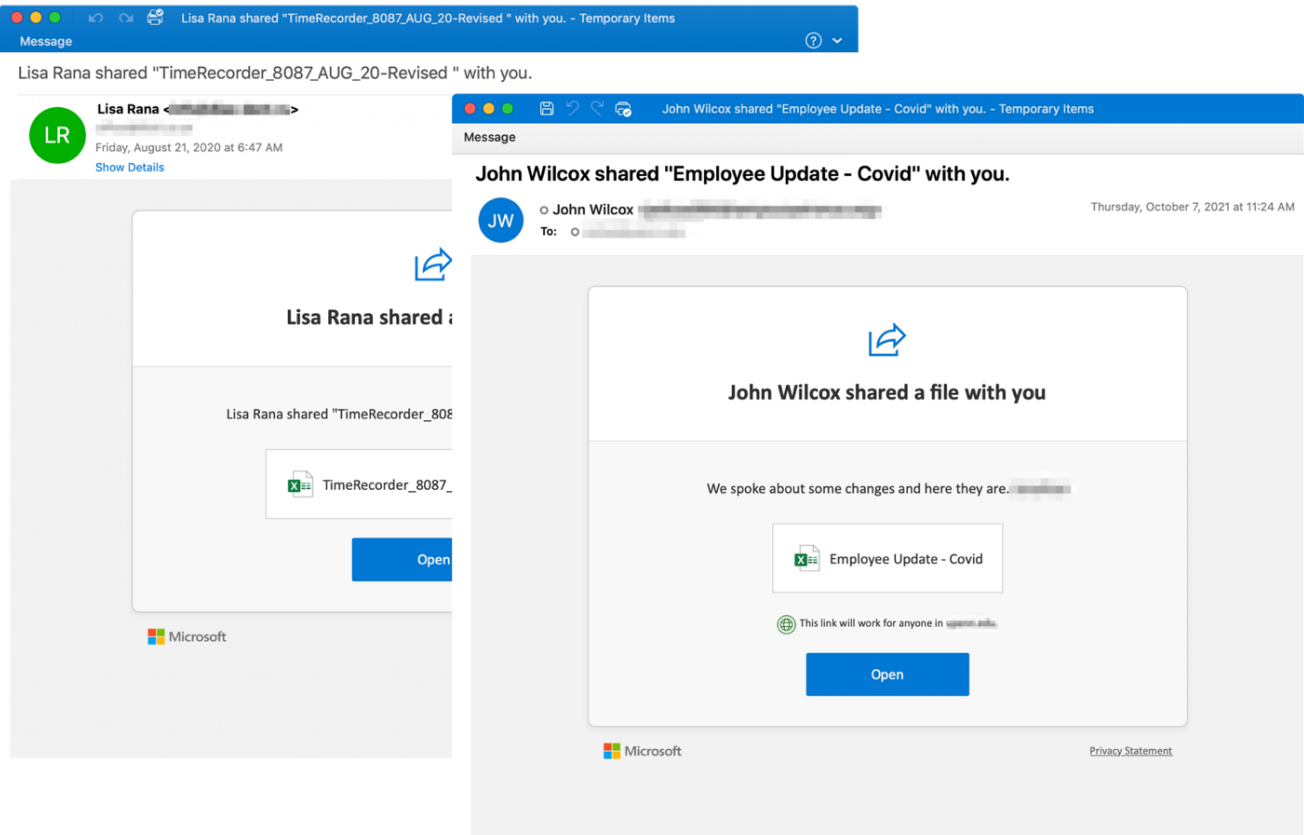 Lisa Rana shared "TimeRecorder_8087_AUG_20-Revised " with you. - Temporary Items
Message
Lisa Rana shared "TimeRecorder_8087_AUG_20-Revised " with you.
LR
Lisa Rana <
>
Friday, August 21, 2020 at 6:47 AM
Show Details
Lisa Rana shared
Lisa Rana shared "TimeRecorder_808
TimeRecorder_8087_
Open
Microsoft
John Wilcox shared "Employee Update - Covid" with you. - Temporary Items
Message
John Wilcox shared "Employee Update - Covid" with you.
JW
John Wilcox
Thursday, October 7, 2021 at 11:24 AM
To:
John Wilcox shared a file with you
We spoke about some changes and here they are.
Employee Update - Covid
This link will work for anyone in
Open
Microsoft
Privacy Statement